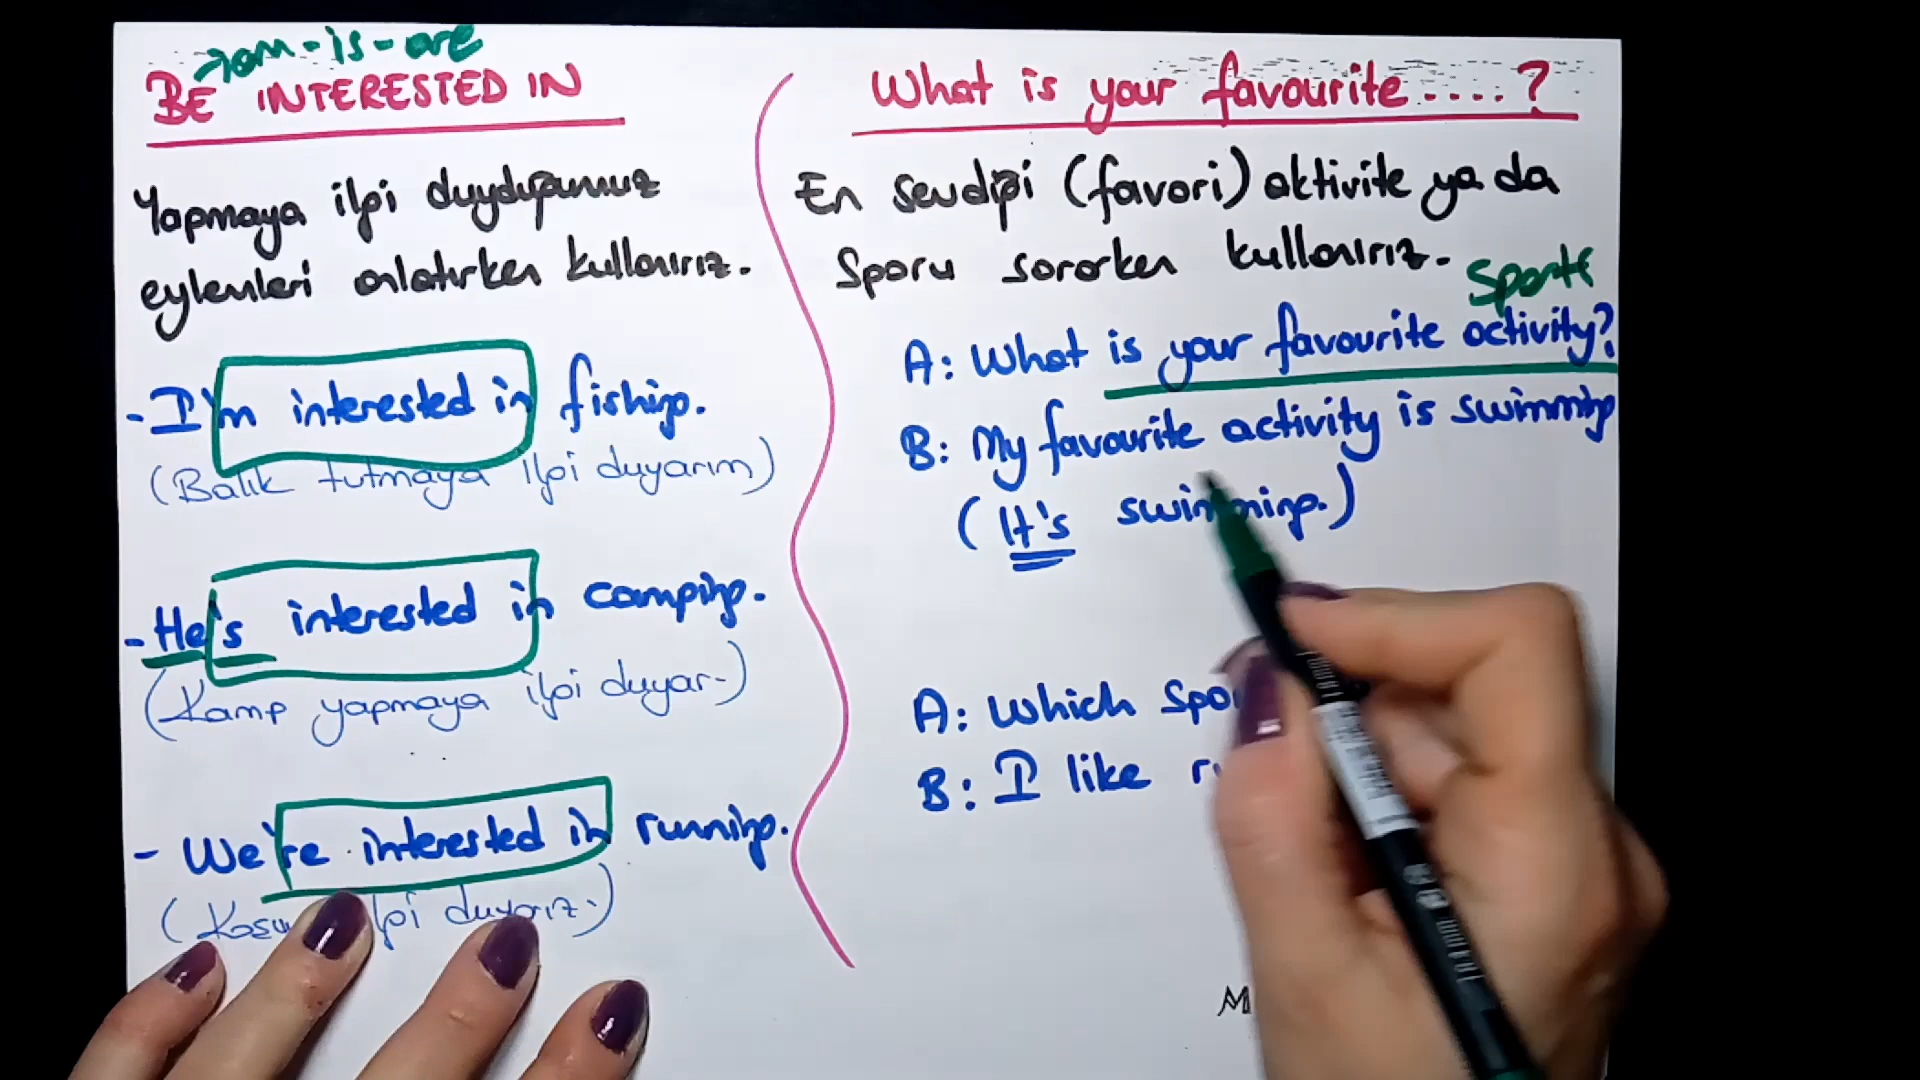 am-is-are
BE INTERESTED IN
Yapmaya ilgi duyduğumuz
eylemleri anlatırken kullanırız.
- I'm interested in fishing.
(Balık tutmaya ilgi duyarım)
- He's interested in camping.
(Kamp yapmaya ilgi duyar.)
- We're interested in running.
ilgi duyarız.)
What is your favourite ....?
En sevdiği (favori) aktivite ya da
sporu sorarken kullanırız.
sports
A: What is your favourite activity?
B: My favourite activity is swimming
(It's swimming.)
A: Which
B: I like